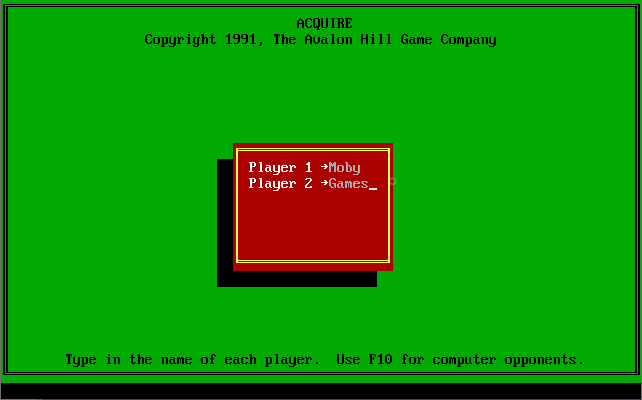 ACQUIRE
Copyright 1991, The Avalon Hill Game Company
Player 1 →Moby
Player 2 →Games_
Type in the name of each player.  Use F10 for computer opponents.